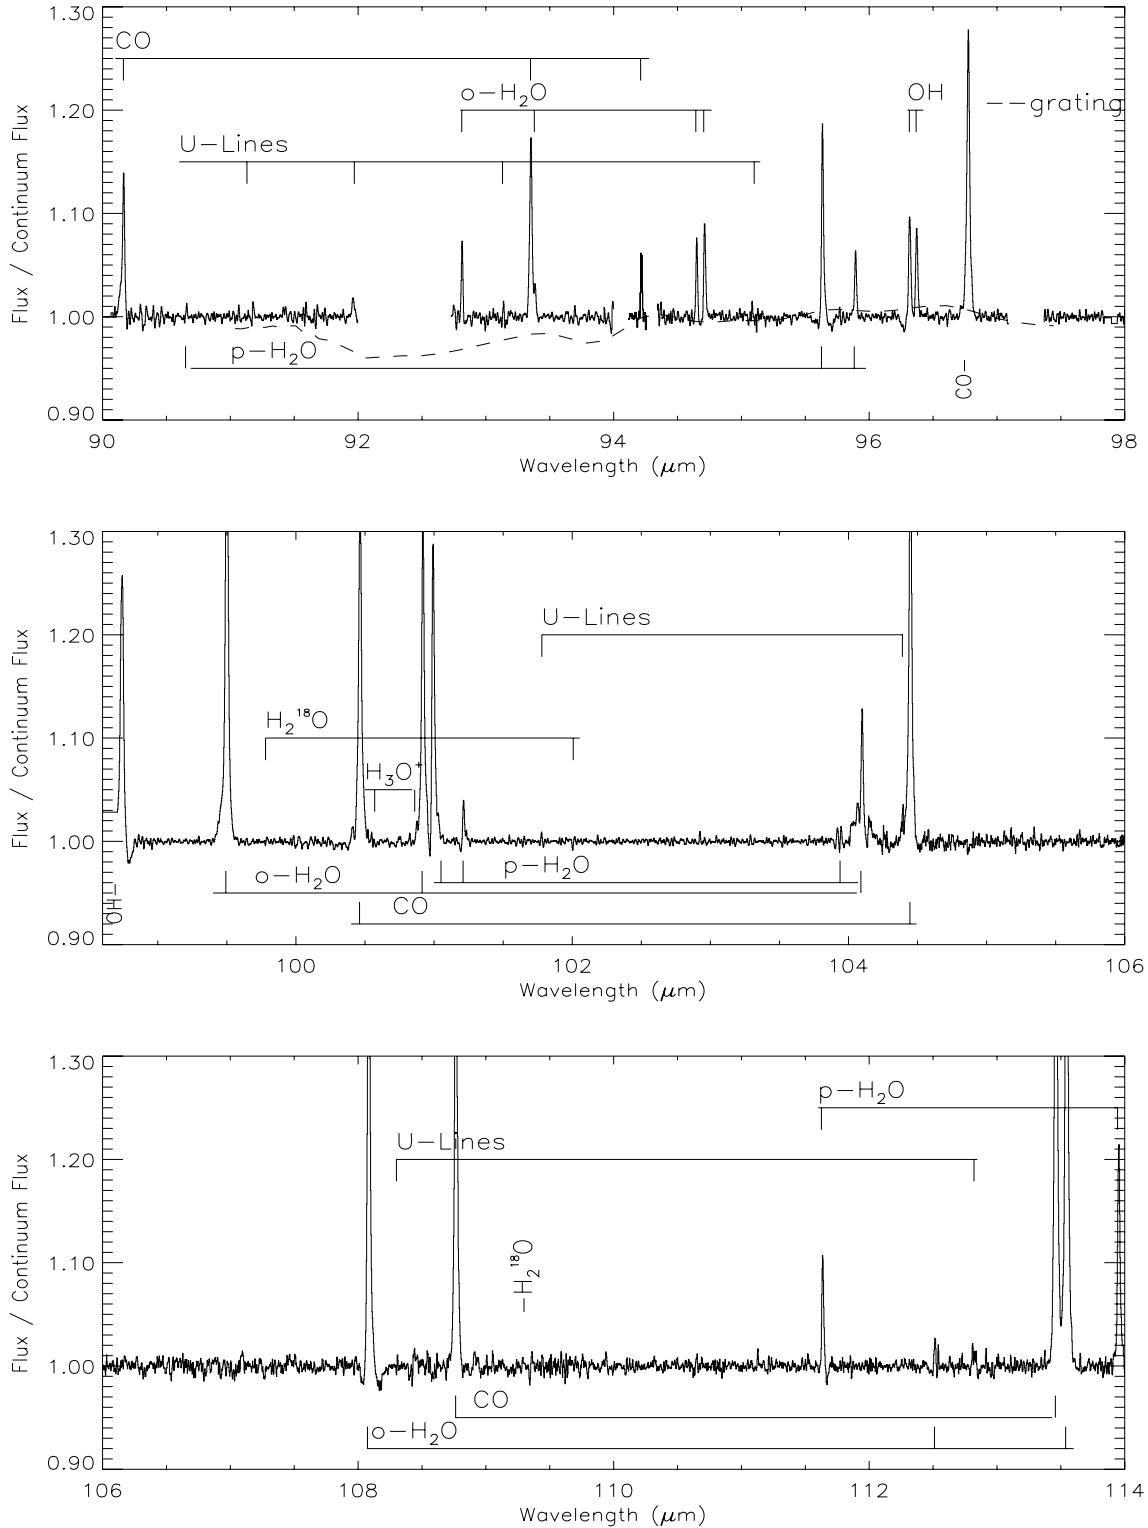 1.30
CO
o-H₂O
OH
1.20
--grating
U-Lines
1.10
1.00
p-H₂O
CO-
0.90
90
92
94
96
98
Wavelength (μm)
Flux / Continuum Flux
1.30
1.20
U-Lines
H₂¹⁸O
1.10
H₃O⁺
1.00
p-H₂O
o-H₂O
OH-
CO
0.90
100
102
104
106
Wavelength (μm)
Flux / Continuum Flux
1.30
p-H₂O
1.20
U-Lines
-H₂¹⁸O
1.10
1.00
CO
o-H₂O
0.90
106
108
110
112
114
Wavelength (μm)
Flux / Continuum Flux